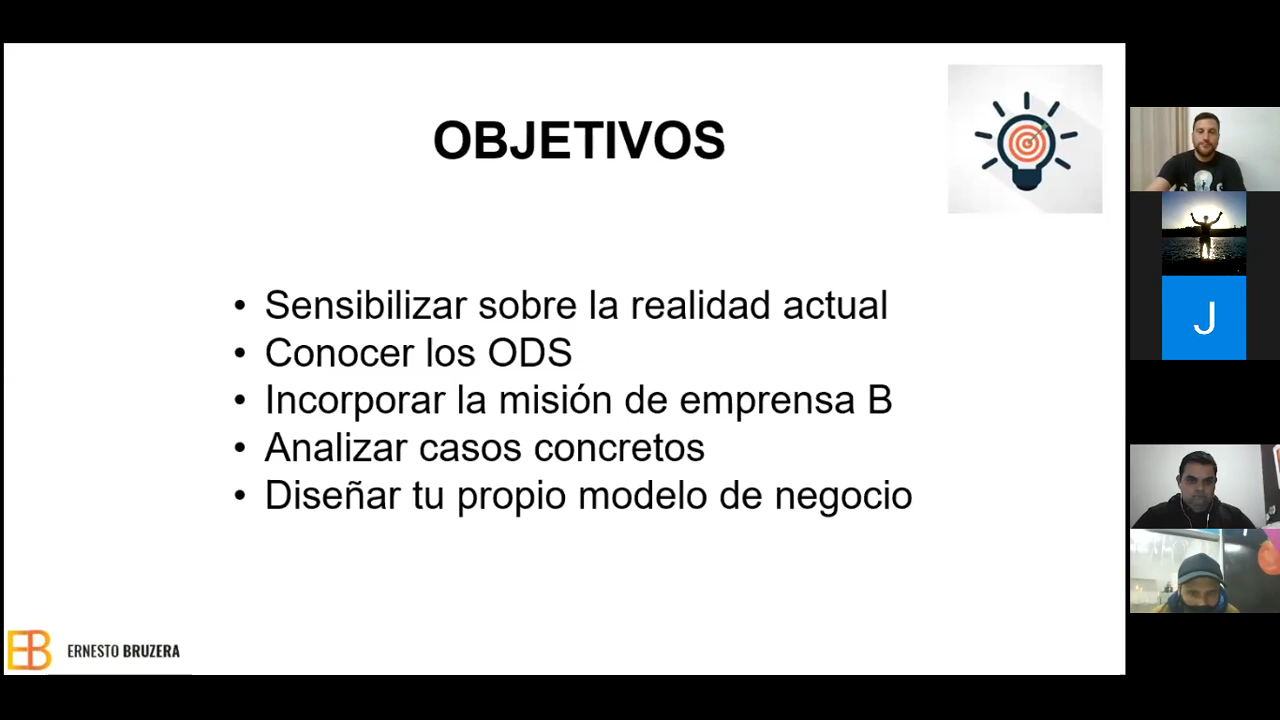 OBJETIVOS
• Sensibilizar sobre la realidad actual
• Conocer los ODS
• Incorporar la misión de emprensa B
• Analizar casos concretos
• Diseñar tu propio modelo de negocio
EB ERNESTO BRUZERA
J